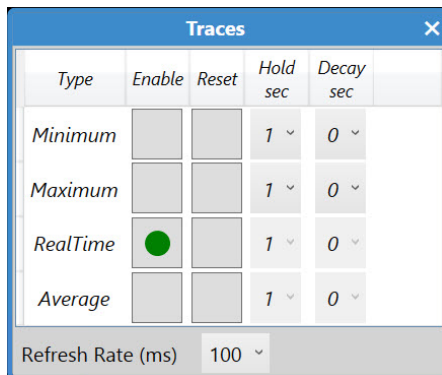 Traces
Type Enable Reset Hold sec Decay sec
Minimum 1 0
Maximum 1 0
RealTime 1 0
Average 1 0
Refresh Rate (ms) 100